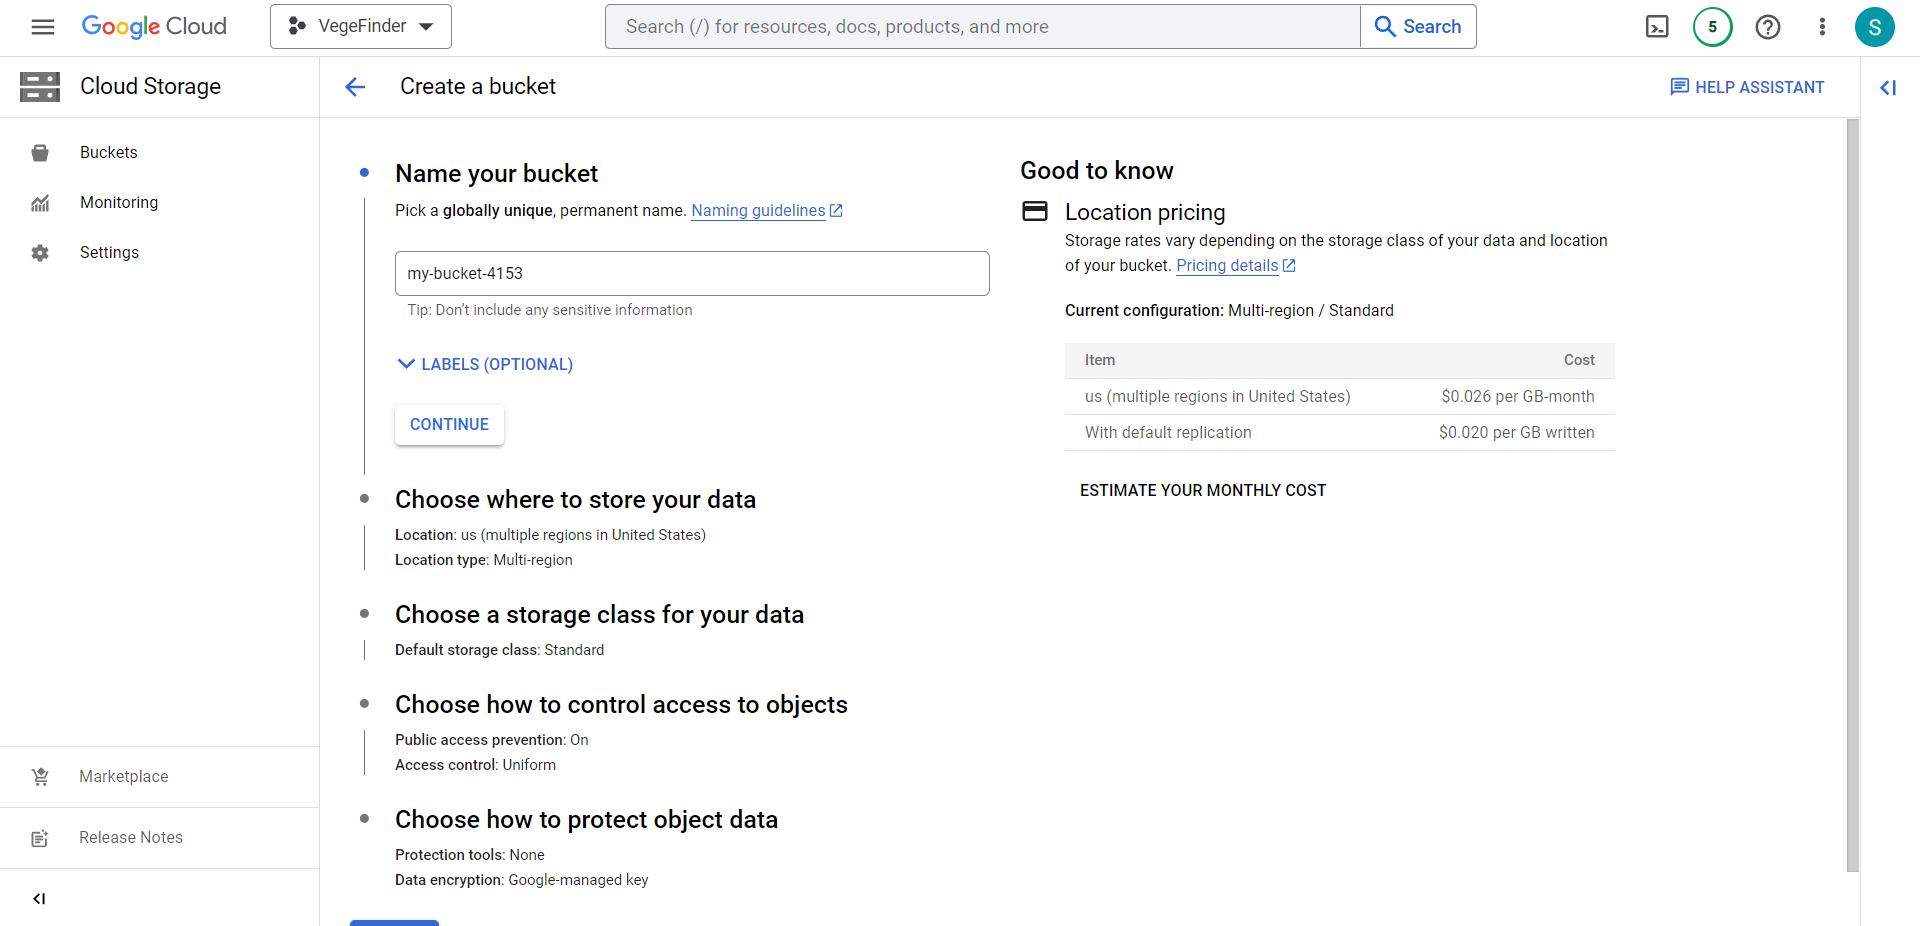 Google Cloud
VegeFinder
Search (/) for resources, docs, products, and more
Search
5
S
Cloud Storage
Create a bucket
HELP ASSISTANT
Buckets
Monitoring
Settings
Marketplace
Release Notes
Name your bucket
Pick a globally unique, permanent name. Naming guidelines
my-bucket-4153
Tip: Don't include any sensitive information
LABELS (OPTIONAL)
CONTINUE
Choose where to store your data
Location: us (multiple regions in United States)
Location type: Multi-region
Choose a storage class for your data
Default storage class: Standard
Choose how to control access to objects
Public access prevention: On
Access control: Uniform
Choose how to protect object data
Protection tools: None
Data encryption: Google-managed key
Good to know
Location pricing
Storage rates vary depending on the storage class of your data and location
of your bucket. Pricing details
Current configuration: Multi-region / Standard
Item Cost
us (multiple regions in United States) $0.026 per GB-month
With default replication $0.020 per GB written
ESTIMATE YOUR MONTHLY COST